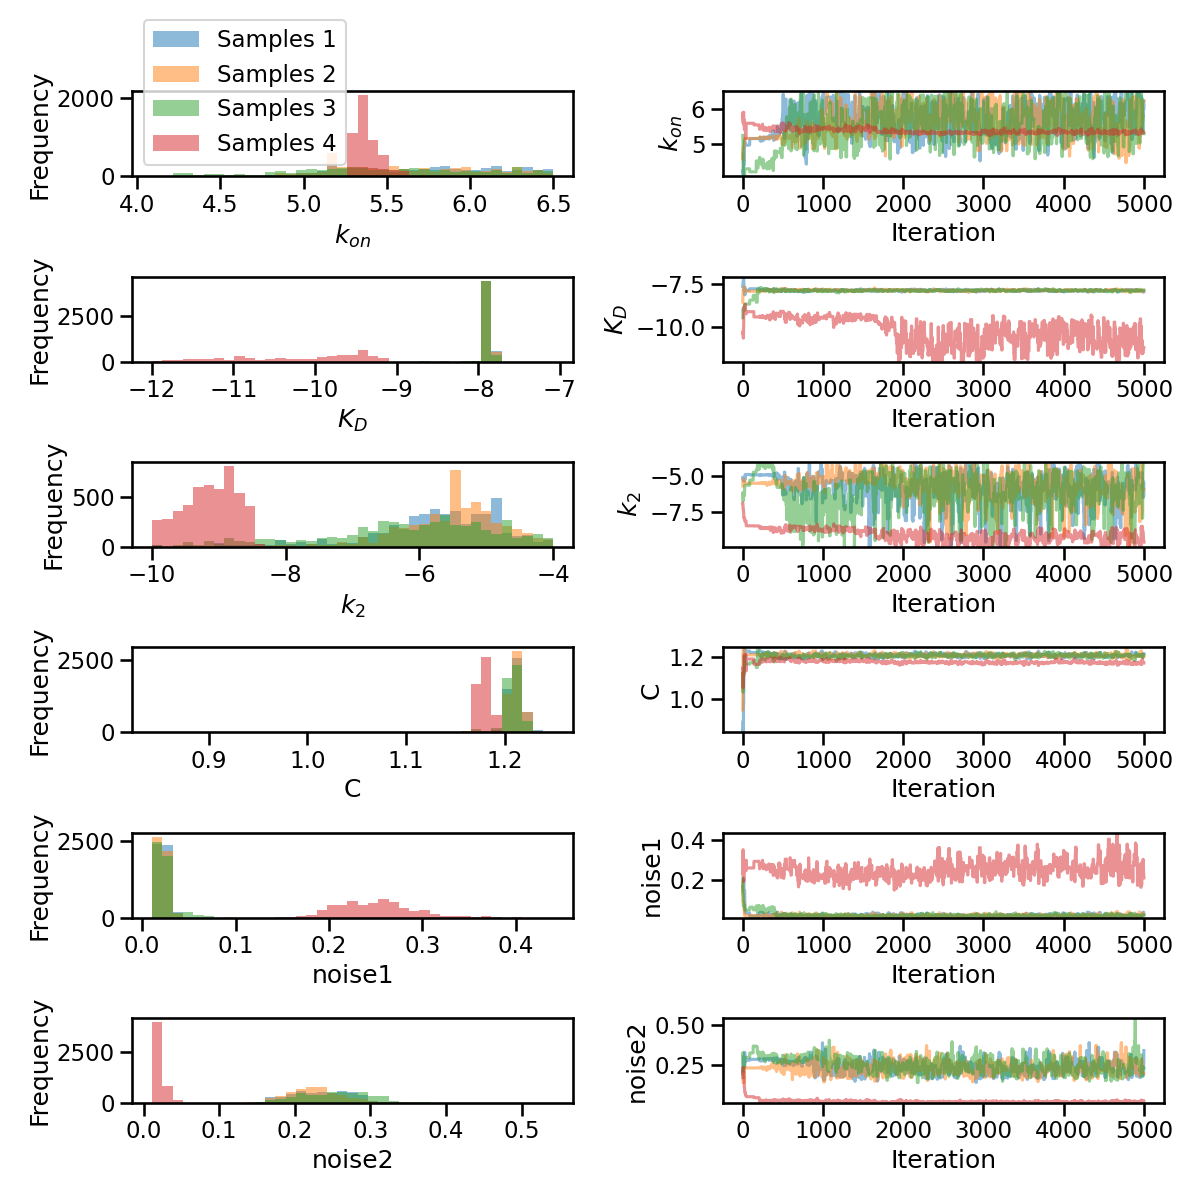 Samples 1
Samples 2
Samples 3
Samples 4
Frequency
2000
0
4.0 4.5 5.0 5.5 6.0 6.5
k_on
k_on
6
5
0 1000 2000 3000 4000 5000
Iteration
Frequency
2500
0
−12 −11 −10 −9 −8 −7
K_D
K_D
−7.5
−10.0
0 1000 2000 3000 4000 5000
Iteration
Frequency
500
0
−10 −8 −6 −4
k_2
k_2
−5.0
−7.5
0 1000 2000 3000 4000 5000
Iteration
Frequency
2500
0
0.9 1.0 1.1 1.2
C
C
1.2
1.0
0 1000 2000 3000 4000 5000
Iteration
Frequency
2500
0
0.0 0.1 0.2 0.3 0.4
noise1
noise1
0.4
0.2
0 1000 2000 3000 4000 5000
Iteration
Frequency
2500
0
0.0 0.1 0.2 0.3 0.4 0.5
noise2
noise2
0.50
0.25
0 1000 2000 3000 4000 5000
Iteration